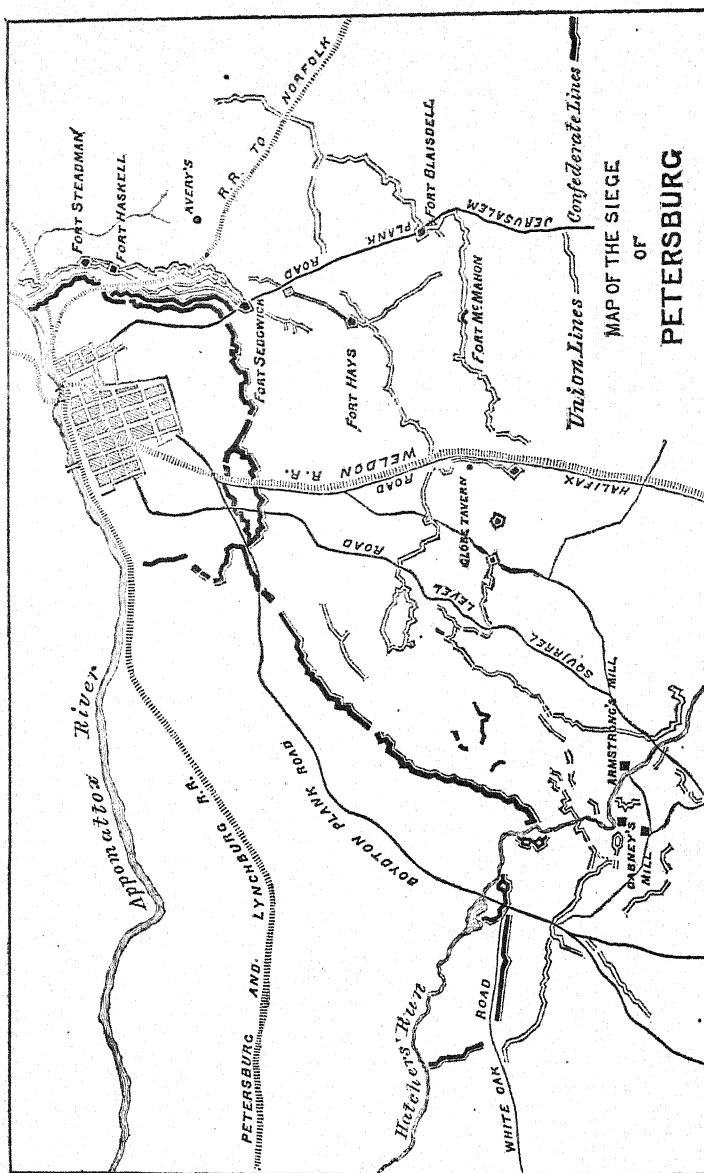 Appomattox River
PETERSBURG AND LYNCHBURG R.R.
Hatchers' Run
WHITE OAK ROAD
BOYDTON PLANK ROAD
DABNEY'S MILL
ARMSTRONG'S MILL
SQUIRREL LEVEL ROAD
GLOBE TAVERN
HALIFAX ROAD
WELDON R.R.
FORT SEDGWICK
FORT HAYS
FORT McMAHON
JERUSALEM PLANK ROAD
FORT BLAISDELL
FORT STEADMAN
FORT HASKELL
AVERY'S
R.R. TO NORFOLK
Union Lines
Confederate Lines
MAP OF THE SIEGE
OF
PETERSBURG